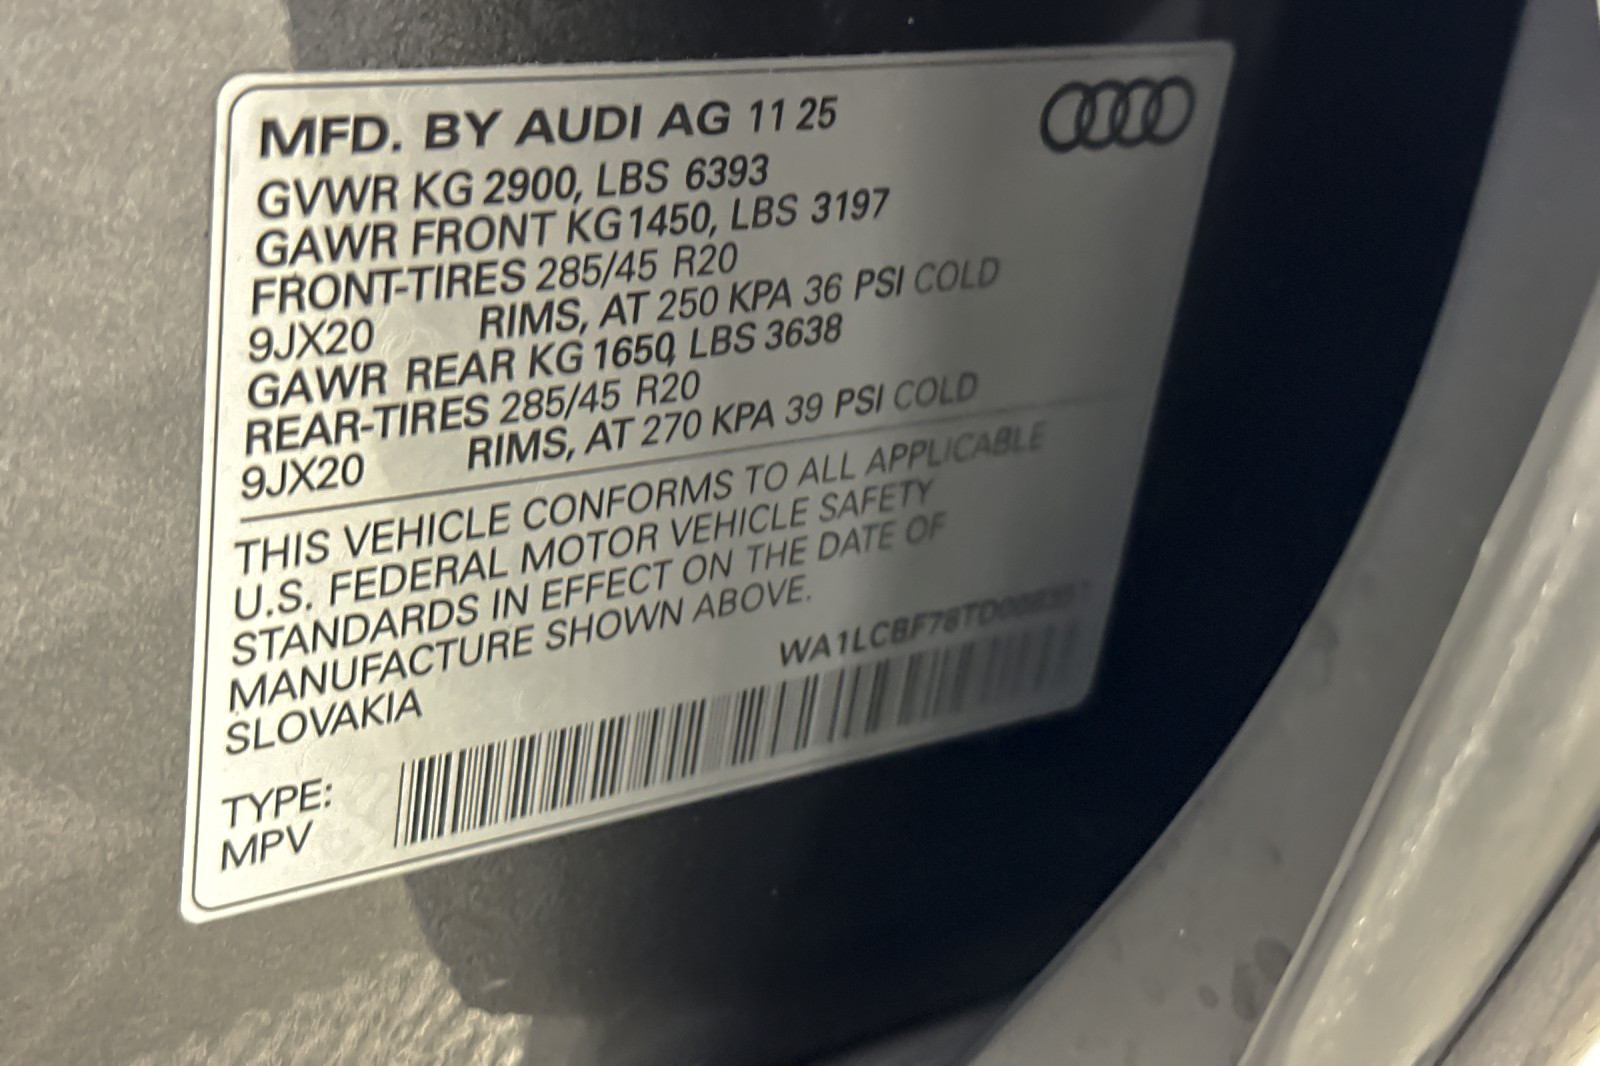 MFD. BY AUDI AG 11 25
GVWR KG 2900, LBS 6393
GAWR FRONT KG 1450, LBS 3197
FRONT-TIRES 285/45 R20
9JX20 RIMS, AT 250 KPA 36 PSI COLD
GAWR REAR KG 1650, LBS 3638
REAR-TIRES 285/45 R20
9JX20 RIMS, AT 270 KPA 39 PSI COLD
THIS VEHICLE CONFORMS TO ALL APPLICABLE
U.S. FEDERAL MOTOR VEHICLE SAFETY
STANDARDS IN EFFECT ON THE DATE OF
MANUFACTURE SHOWN ABOVE.
SLOVAKIA
TYPE:
MPV